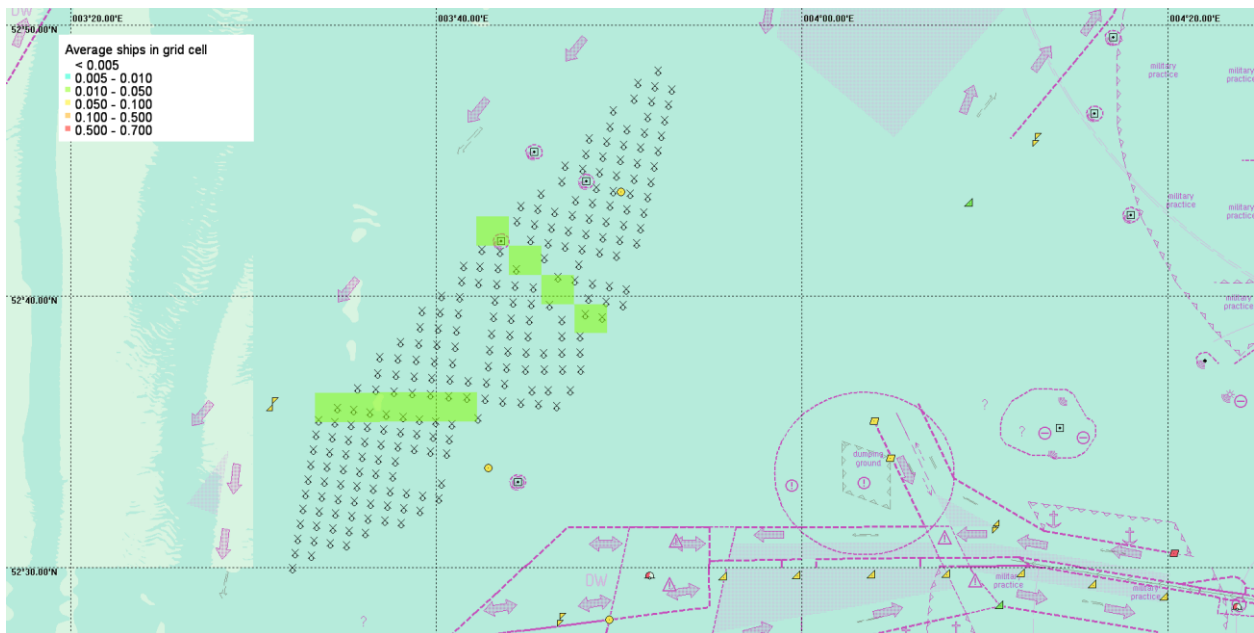 DW
003°20.00'E
003°40.00'E
004°00.00'E
004°20.00'E
52°50.00'N
Average ships in grid cell
< 0.005
0.005 - 0.010
0.010 - 0.050
0.050 - 0.100
0.100 - 0.500
0.500 - 0.700
military
practice
military
practice
military
practice
military
practice
52°40.00'N
military
practice
?
?
dumping
ground
52°30.00'N
DW
military
practice
military
practice
?